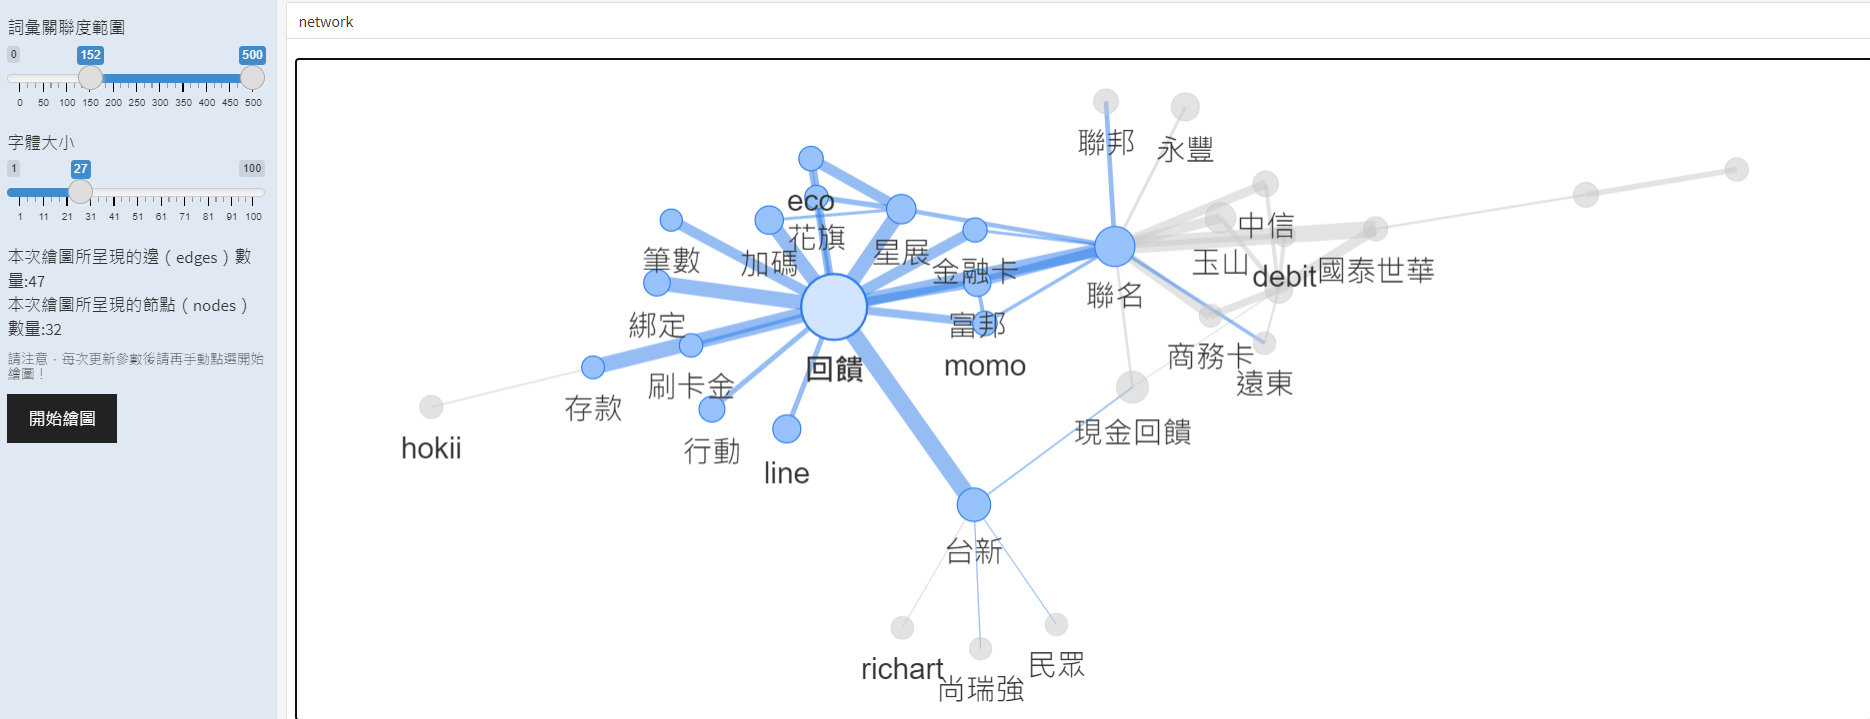 詞彙關聯度範圍
0 152 500
0 50 100 150 200 250 300 350 400 450 500
字體大小
1 27 100
1 11 21 31 41 51 61 71 81 91 100
本次繪圖所呈現的邊（edges）數
量:47
本次繪圖所呈現的節點（nodes）
數量:32
請注意，每次更新參數後請再手動點選開始
繪圖！
開始繪圖
network
聯邦
永豐
eco
花旗
中信
筆數
加碼
星展
金融卡
玉山
debit
國泰世華
聯名
綁定
富邦
回饋
momo
刷卡金
商務卡
遠東
存款
現金回饋
hokii
行動
line
台新
richart
尚瑞強
民眾